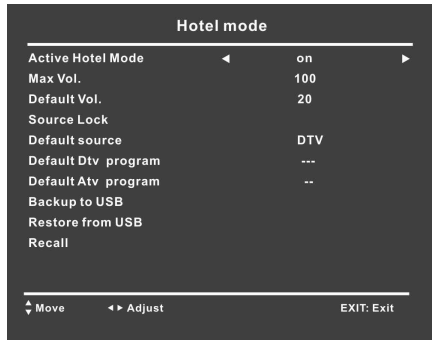 Hotel mode
Active Hotel Mode ◀ on ▶
Max Vol. 100
Default Vol. 20
Source Lock
Default source DTV
Default Dtv program ---
Default Atv program --
Backup to USB
Restore from USB
Recall
Move ◀▶ Adjust EXIT: Exit